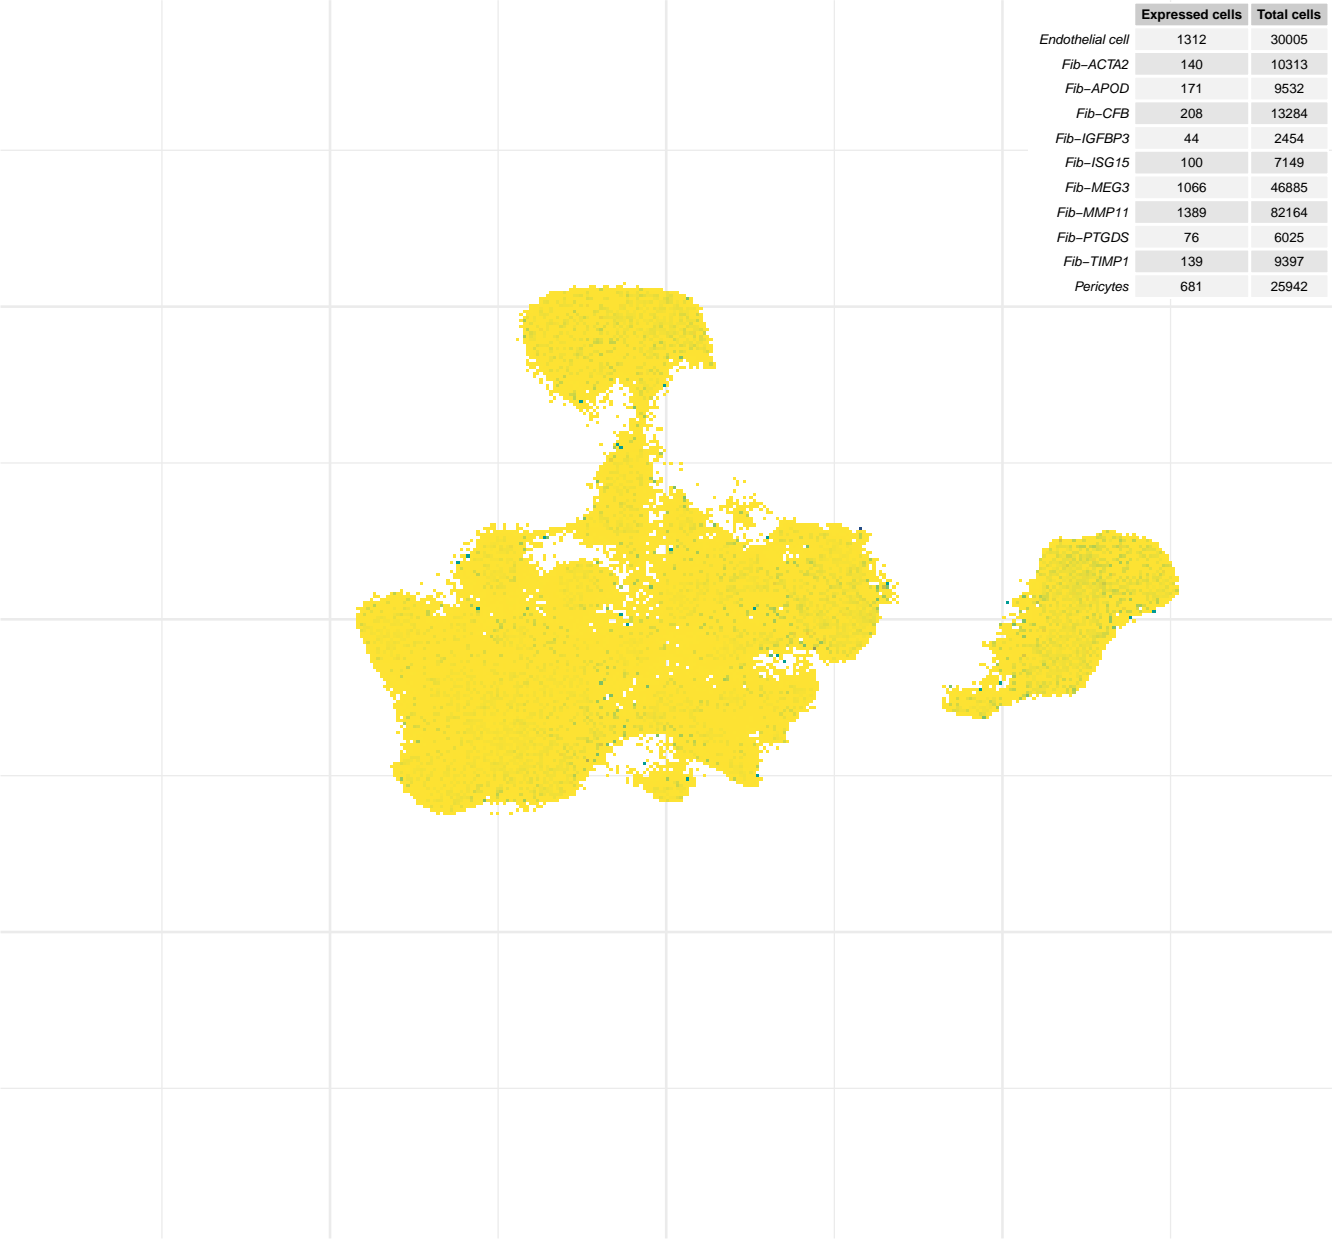 Expressed cells Total cells
Endothelial cell 1312 30005
Fib−ACTA2 140 10313
Fib−APOD 171 9532
Fib−CFB 208 13284
Fib−IGFBP3 44 2454
Fib−ISG15 100 7149
Fib−MEG3 1066 46885
Fib−MMP11 1389 82164
Fib−PTGDS 76 6025
Fib−TIMP1 139 9397
Pericytes 681 25942